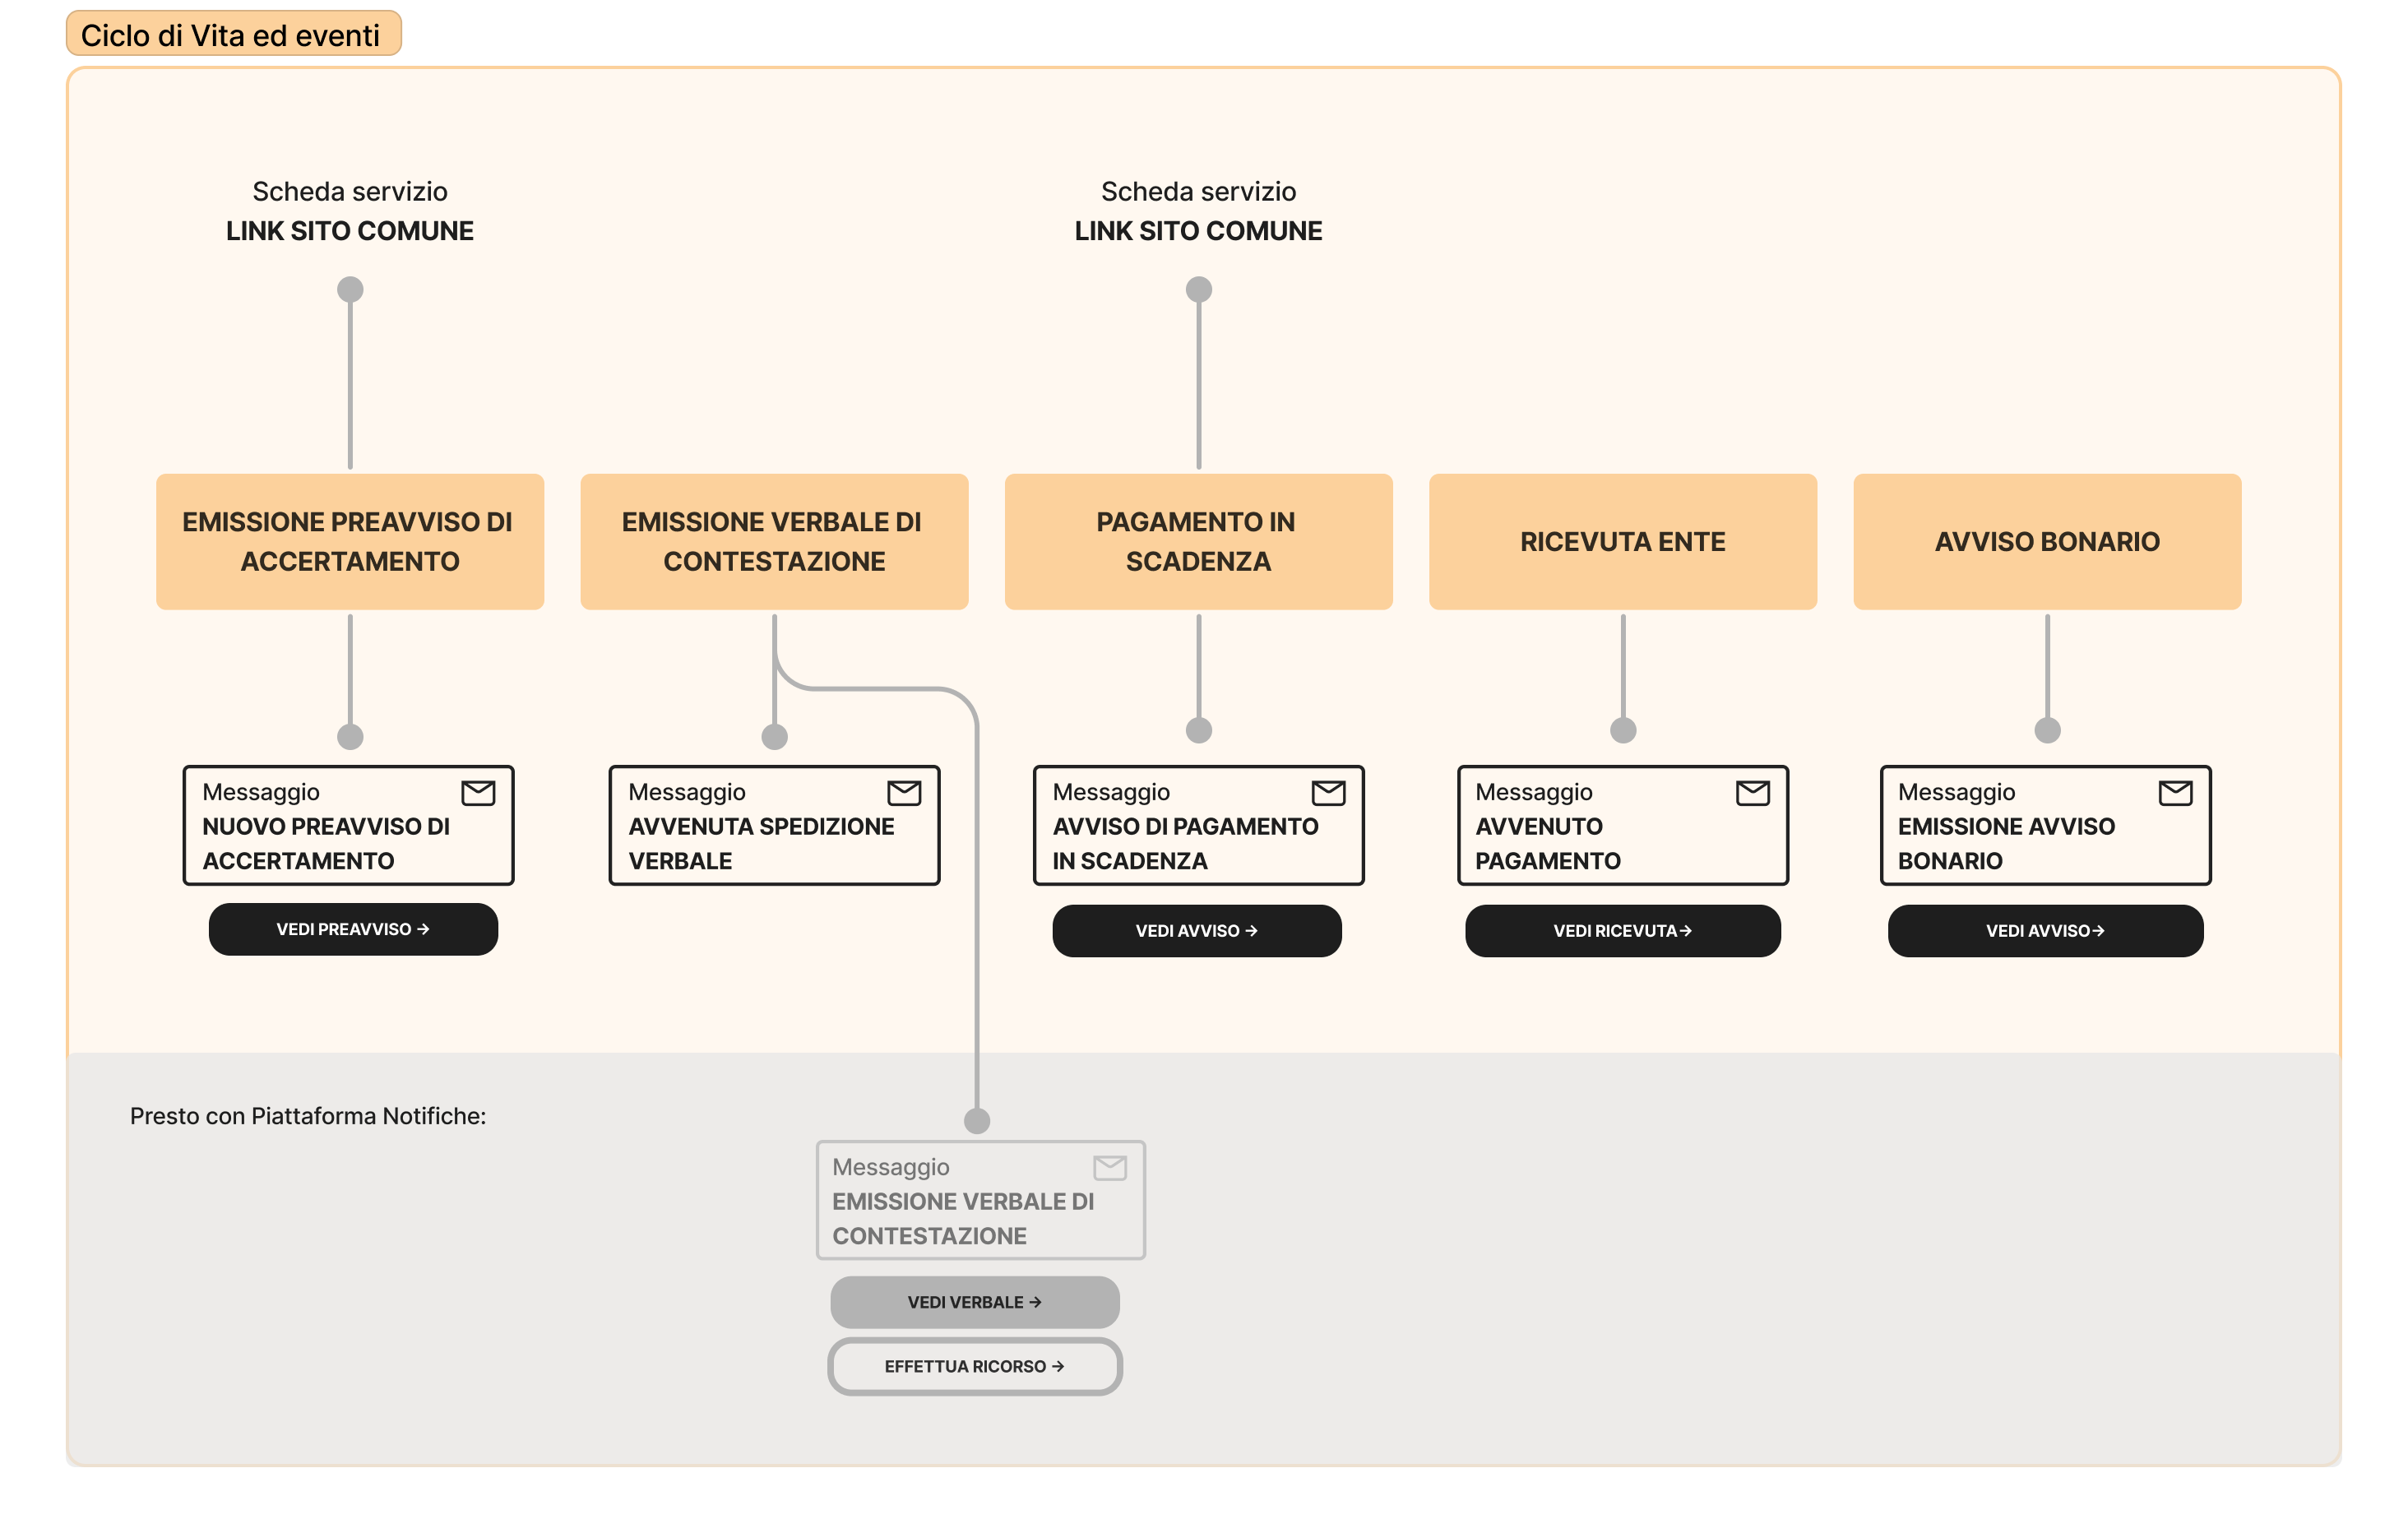 Ciclo di Vita ed eventi
Scheda servizio
LINK SITO COMUNE
Scheda servizio
LINK SITO COMUNE
EMISSIONE PREAVVISO DI
ACCERTAMENTO
EMISSIONE VERBALE DI
CONTESTAZIONE
PAGAMENTO IN
SCADENZA
RICEVUTA ENTE
AVVISO BONARIO
Messaggio
NUOVO PREAVVISO DI
ACCERTAMENTO
VEDI PREAVVISO →
Messaggio
AVVENUTA SPEDIZIONE
VERBALE
Messaggio
AVVISO DI PAGAMENTO
IN SCADENZA
VEDI AVVISO →
Messaggio
AVVENUTO
PAGAMENTO
VEDI RICEVUTA→
Messaggio
EMISSIONE AVVISO
BONARIO
VEDI AVVISO→
Presto con Piattaforma Notifiche:
Messaggio
EMISSIONE VERBALE DI
CONTESTAZIONE
VEDI VERBALE →
EFFETTUA RICORSO →